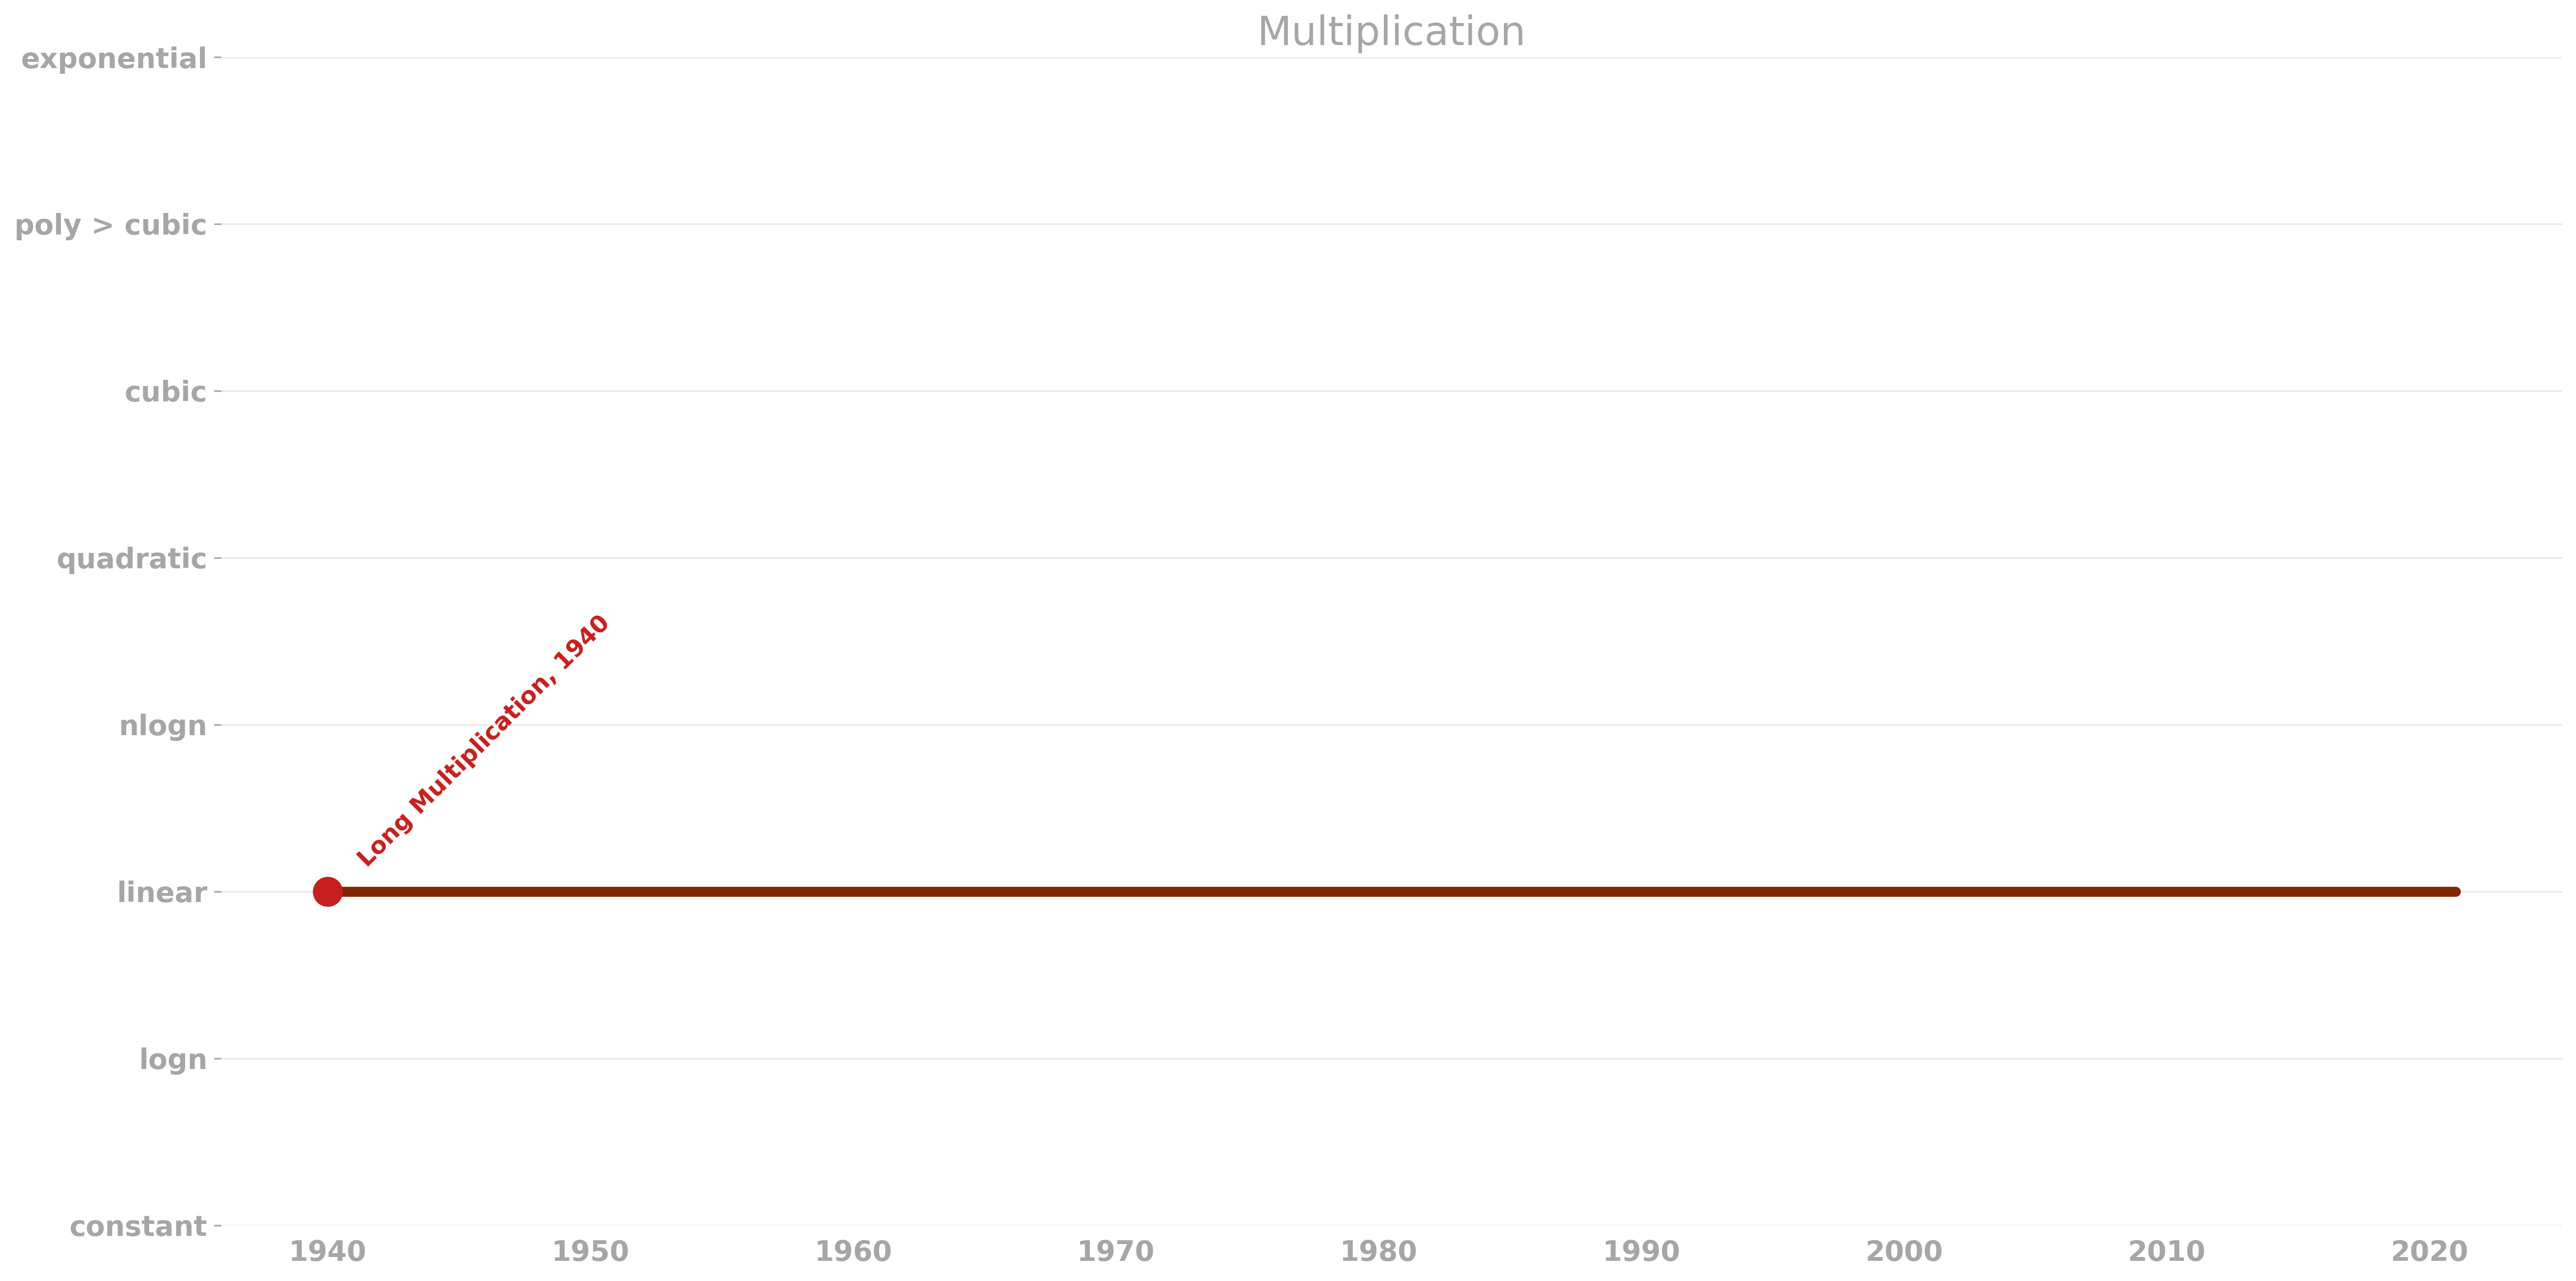 Multiplication
exponential
poly > cubic
cubic
quadratic
nlogn
linear
logn
constant
Long Multiplication, 1940
1940 1950 1960 1970 1980 1990 2000 2010 2020